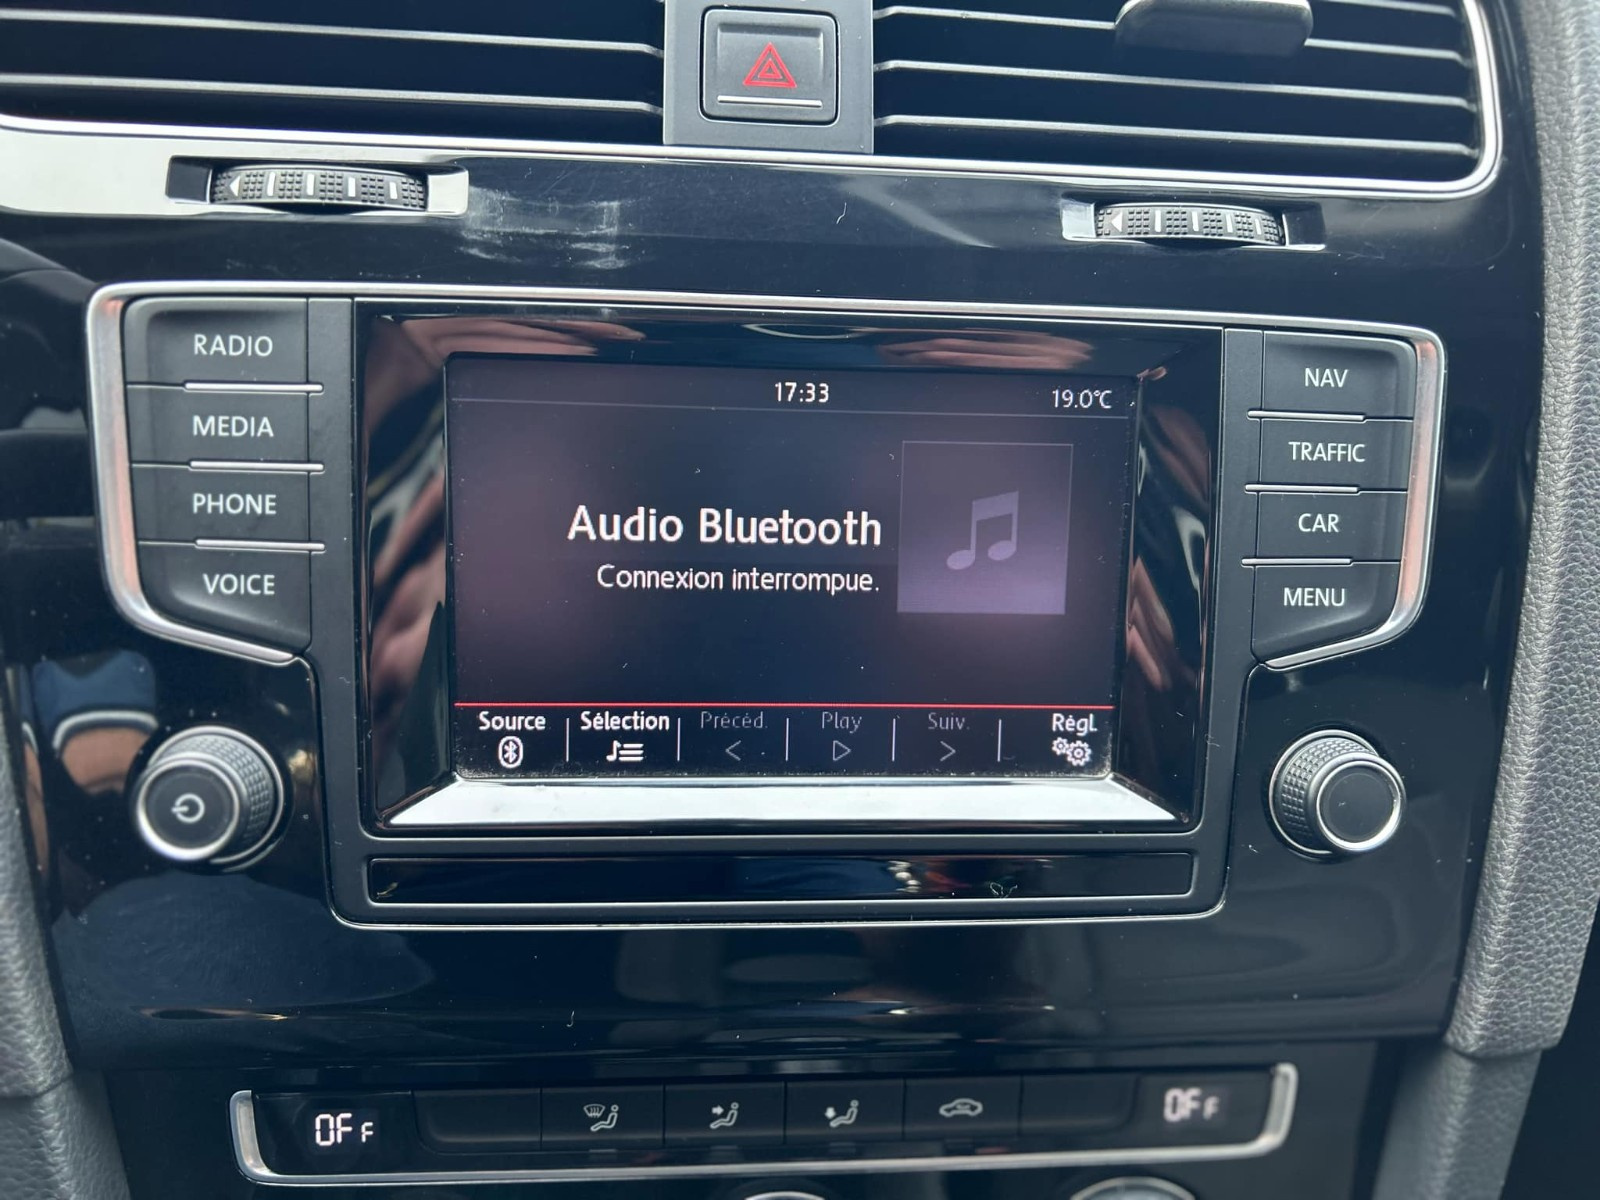 RADIO
MEDIA
PHONE
VOICE
17:33
19.0°C
Audio Bluetooth
Connexion interrompue.
Source
Sélection
Précéd.
Play
Suiv.
Régl.
NAV
TRAFFIC
CAR
MENU
OFF
OFF